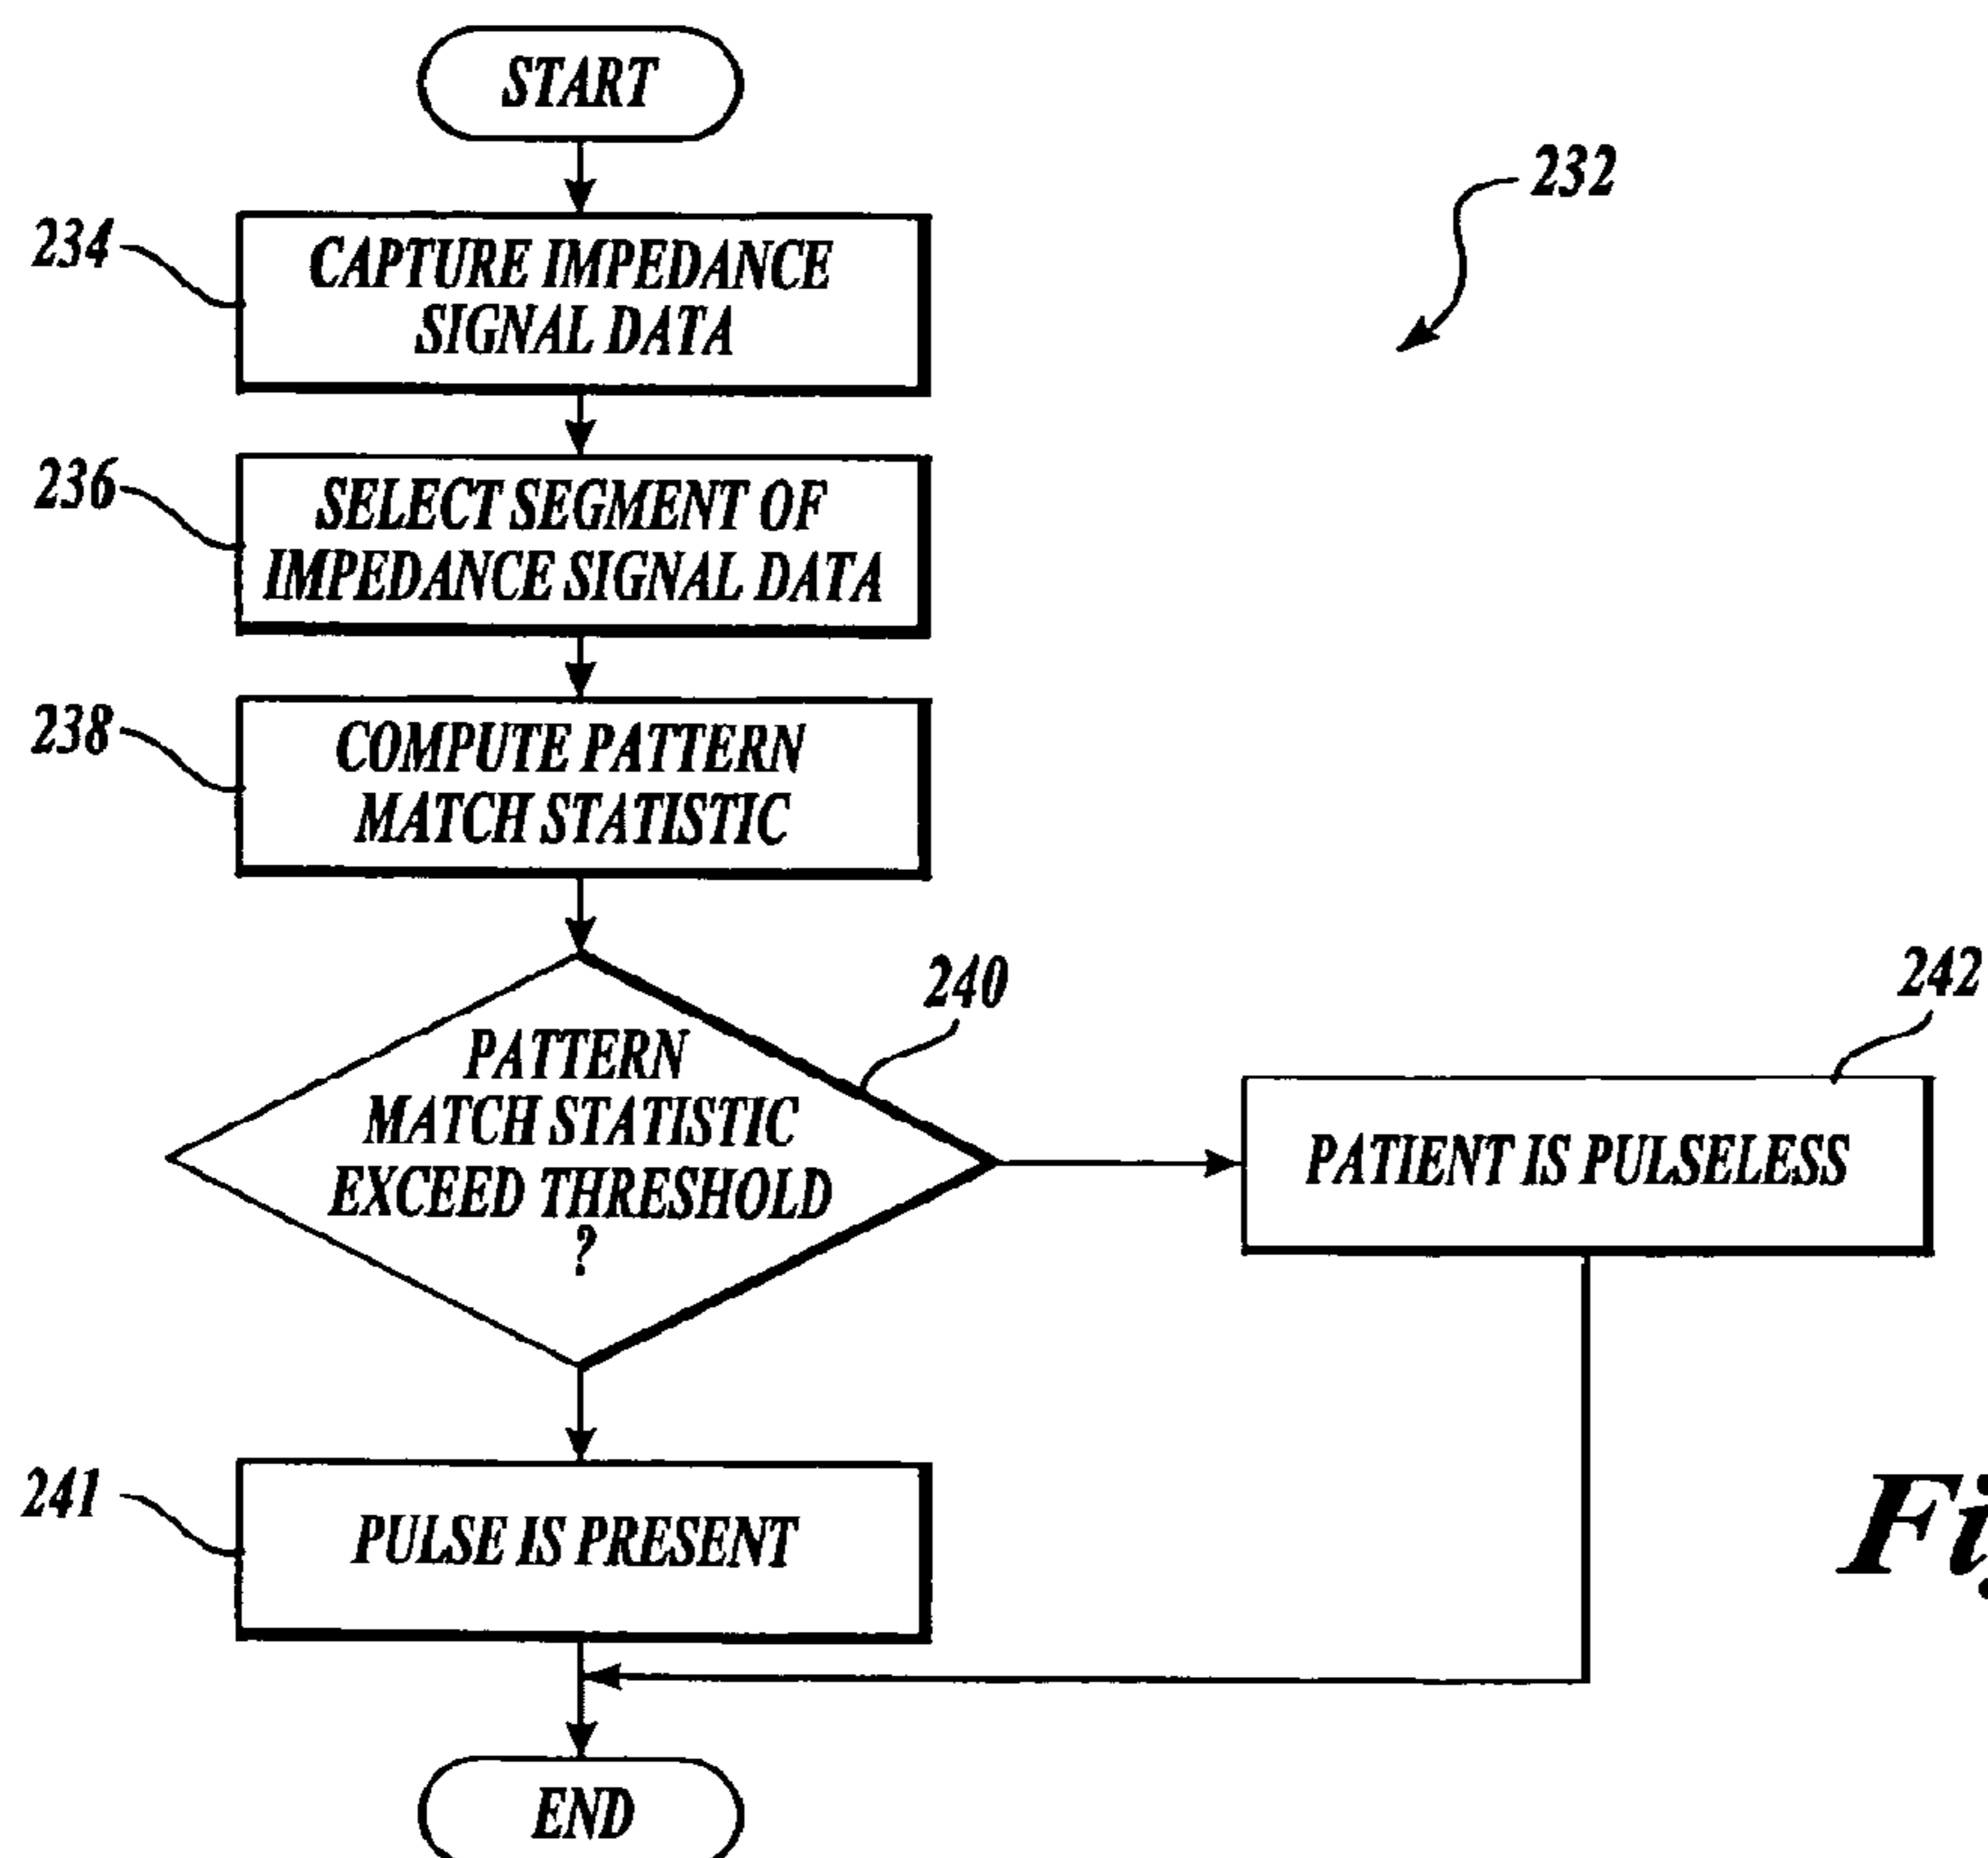 START
232
234
CAPTURE IMPEDANCE
SIGNAL DATA
236
SELECT SEGMENT OF
IMPEDANCE SIGNAL DATA
238
COMPUTE PATTERN
MATCH STATISTIC
240
242
PATTERN
MATCH STATISTIC
EXCEED THRESHOLD
?
PATIENT IS PULSELESS
241
PULSE IS PRESENT
END